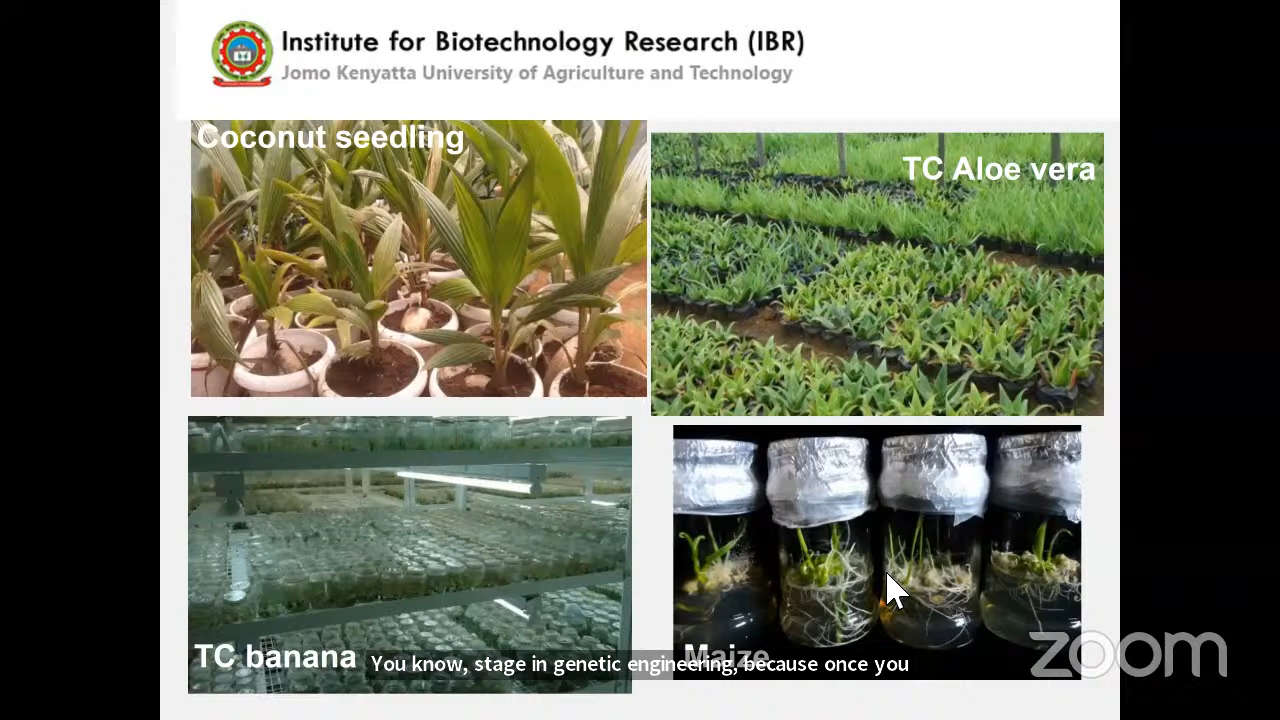 Institute for Biotechnology Research (IBR)
Jomo Kenyatta University of Agriculture and Technology
Coconut seedling
TC Aloe vera
TC banana
Maize
You know, stage in genetic engineering, because once you
zoom